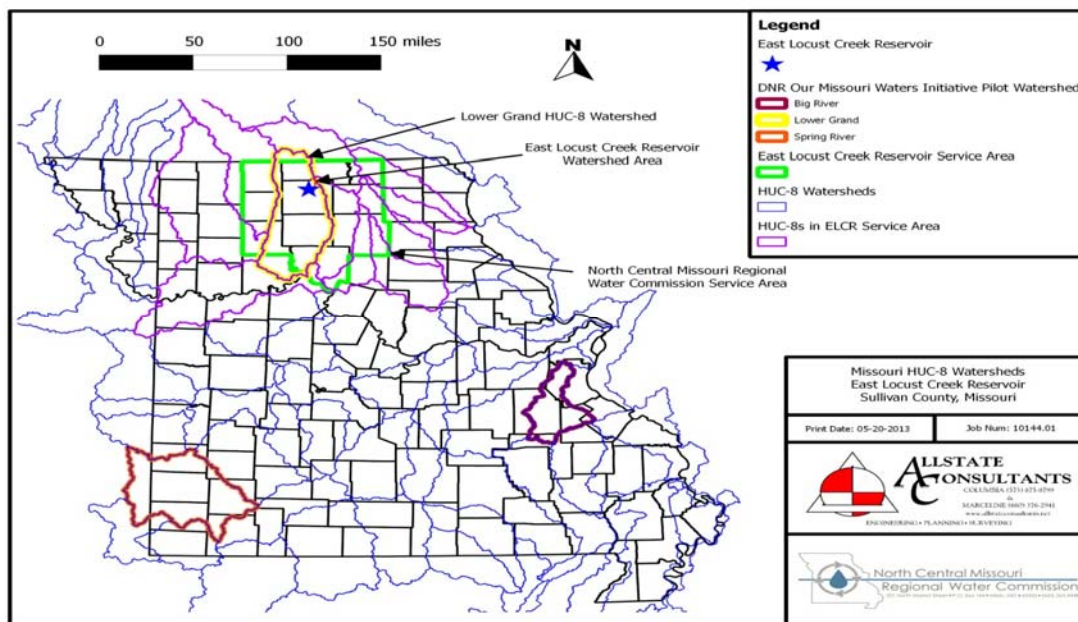 0 50 100 150 miles
N
Lower Grand HUC-8 Watershed
East Locust Creek Reservoir
Watershed Area
North Central Missouri Regional
Water Commission Service Area
Legend
East Locust Creek Reservoir
DNR Our Missouri Waters Initiative Pilot Watershed
Big River
Lower Grand
Spring River
East Locust Creek Reservoir Service Area
HUC-8 Watersheds
HUC-8s in ELCR Service Area
Missouri HUC-8 Watersheds
East Locust Creek Reservoir
Sullivan County, Missouri
Print Date: 05-20-2013
Job Num: 10144.01
ALLSTATE
CONSULTANTS
&
ENGINEERING • PLANNING • SURVEYING
North Central Missouri
Regional Water Commission